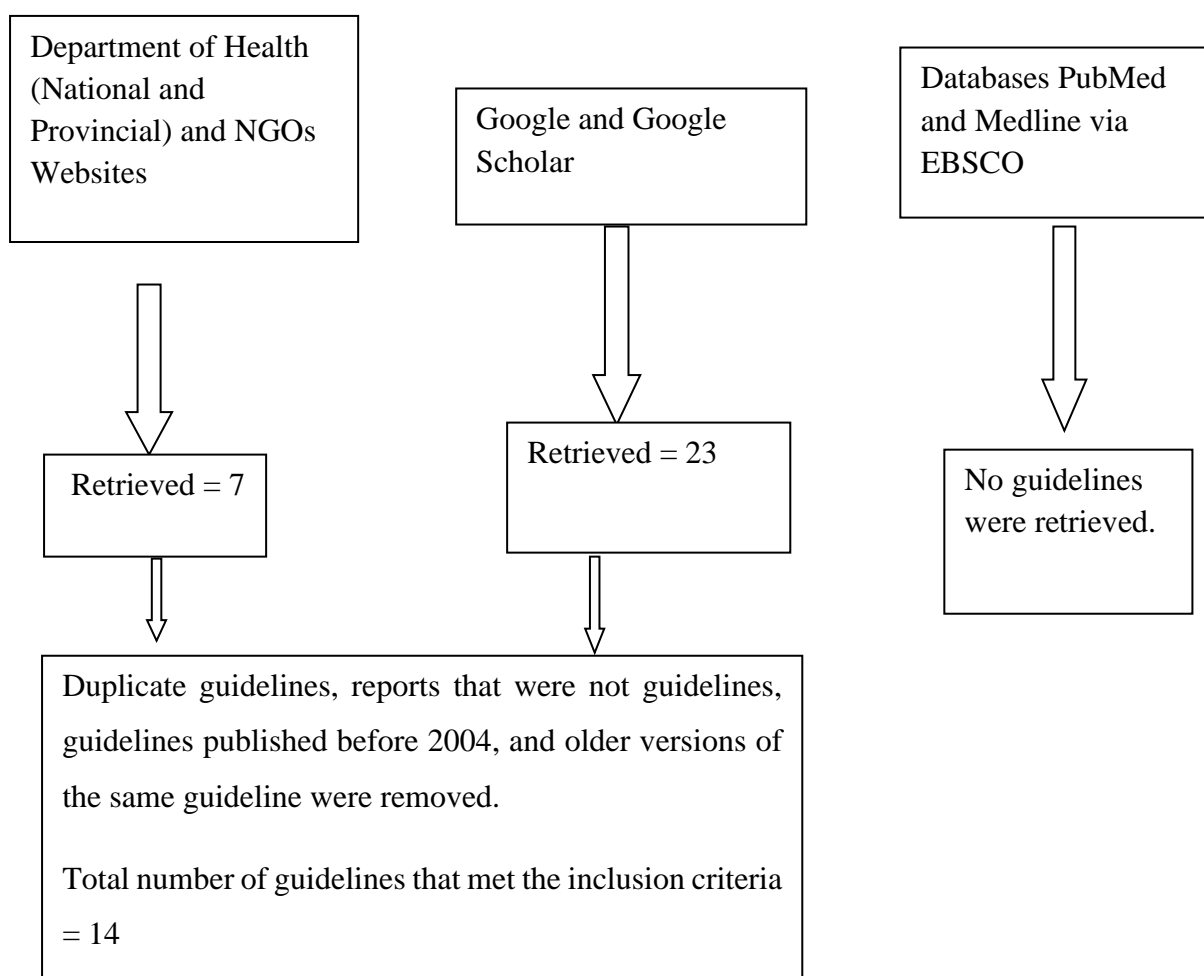 Department of Health
(National and
Provincial) and NGOs
Websites
Google and Google
Scholar
Databases PubMed
and Medline via
EBSCO
Retrieved = 7
Retrieved = 23
No guidelines
were retrieved.
Duplicate guidelines, reports that were not guidelines,
guidelines published before 2004, and older versions of
the same guideline were removed.
Total number of guidelines that met the inclusion criteria
= 14